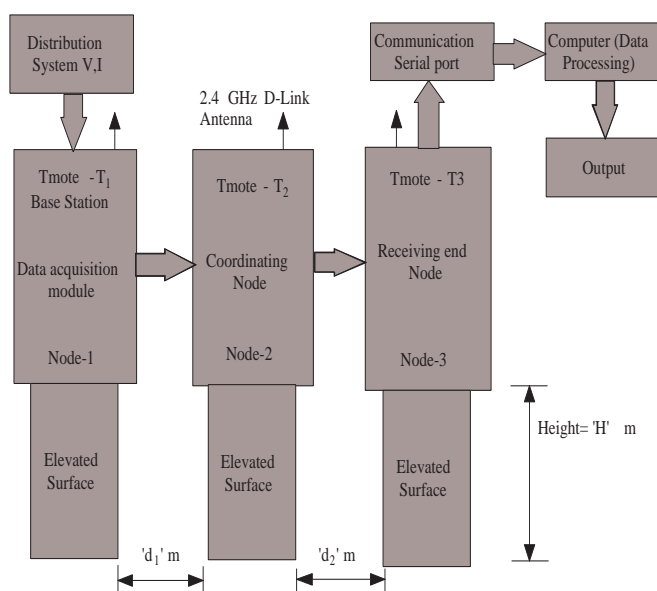 Distribution
System V,I
Communication
Serial port
Computer (Data
Processing)
2.4 GHz D-Link
Antenna
Output
Tmote - T1
Base Station
Data acquisition
module
Node-1
Tmote - T2
Coordinating
Node
Node-2
Tmote - T3
Receiving end
Node
Node-3
Elevated
Surface
Elevated
Surface
Elevated
Surface
Height= 'H' m
'd1' m
'd2' m